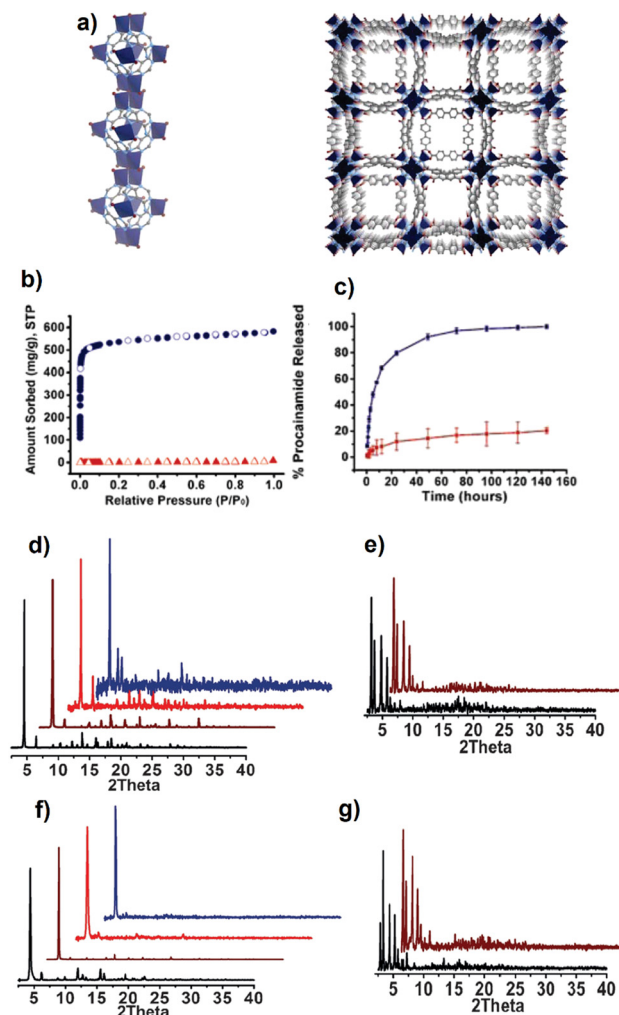 a)
b)
c)
Amount Sorbed (mg/g), STP
600
500
400
300
200
100
0
0.0 0.2 0.4 0.6 0.8 1.0
Relative Pressure (P/P₀)
% Procainamide Released
100
80
60
40
20
0
0 20 40 60 80 100 120 140 160
Time (hours)
d)
5 10 15 20 25 30 35 40
2Theta
e)
5 10 15 20 25 30 35 40
2Theta
f)
5 10 15 20 25 30 35 40
2Theta
g)
5 10 15 20 25 30 35 40
2Theta